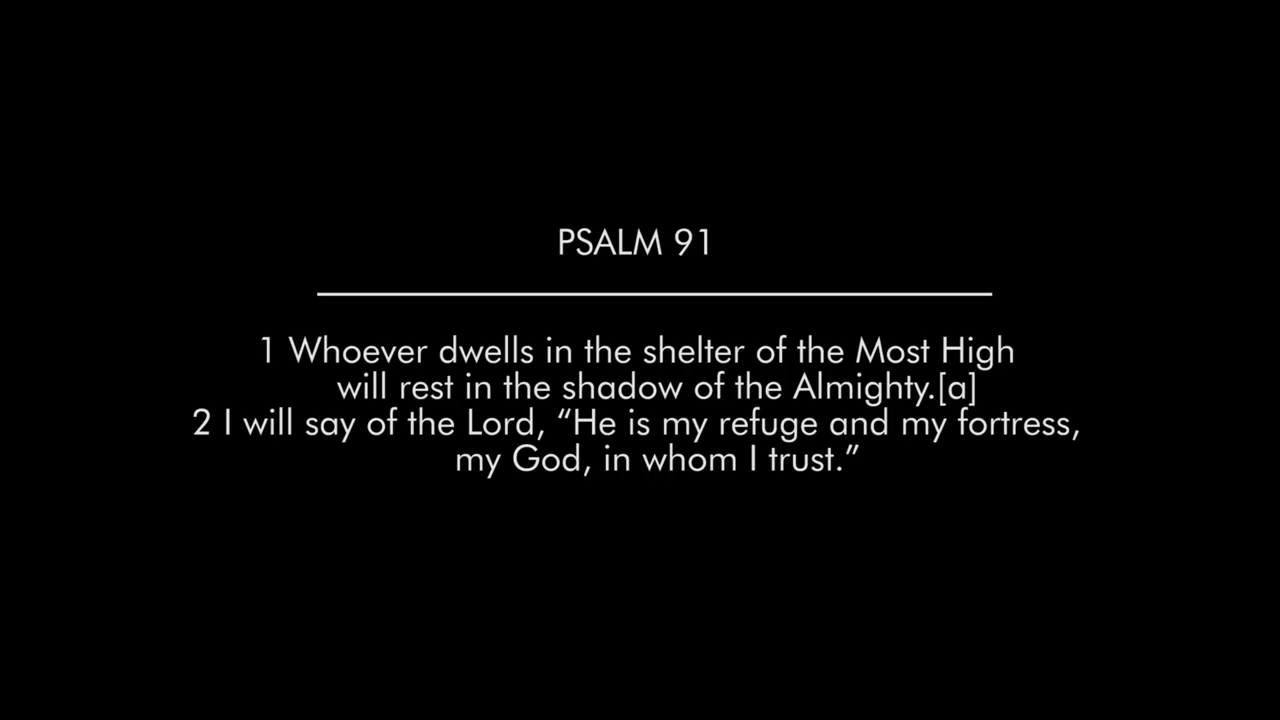 PSALM 91
1 Whoever dwells in the shelter of the Most High
will rest in the shadow of the Almighty.[a]
2 I will say of the Lord, “He is my refuge and my fortress,
my God, in whom I trust.”